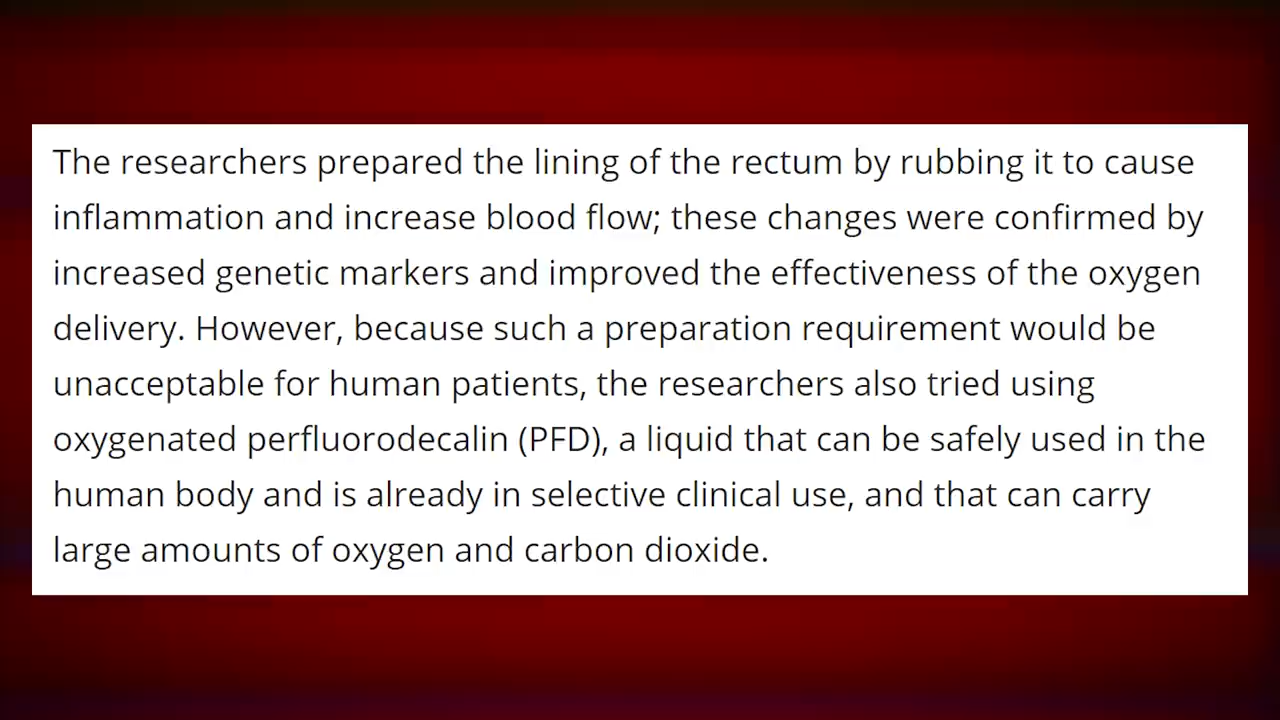 The researchers prepared the lining of the rectum by rubbing it to cause
inflammation and increase blood flow; these changes were confirmed by
increased genetic markers and improved the effectiveness of the oxygen
delivery. However, because such a preparation requirement would be
unacceptable for human patients, the researchers also tried using
oxygenated perfluorodecalin (PFD), a liquid that can be safely used in the
human body and is already in selective clinical use, and that can carry
large amounts of oxygen and carbon dioxide.